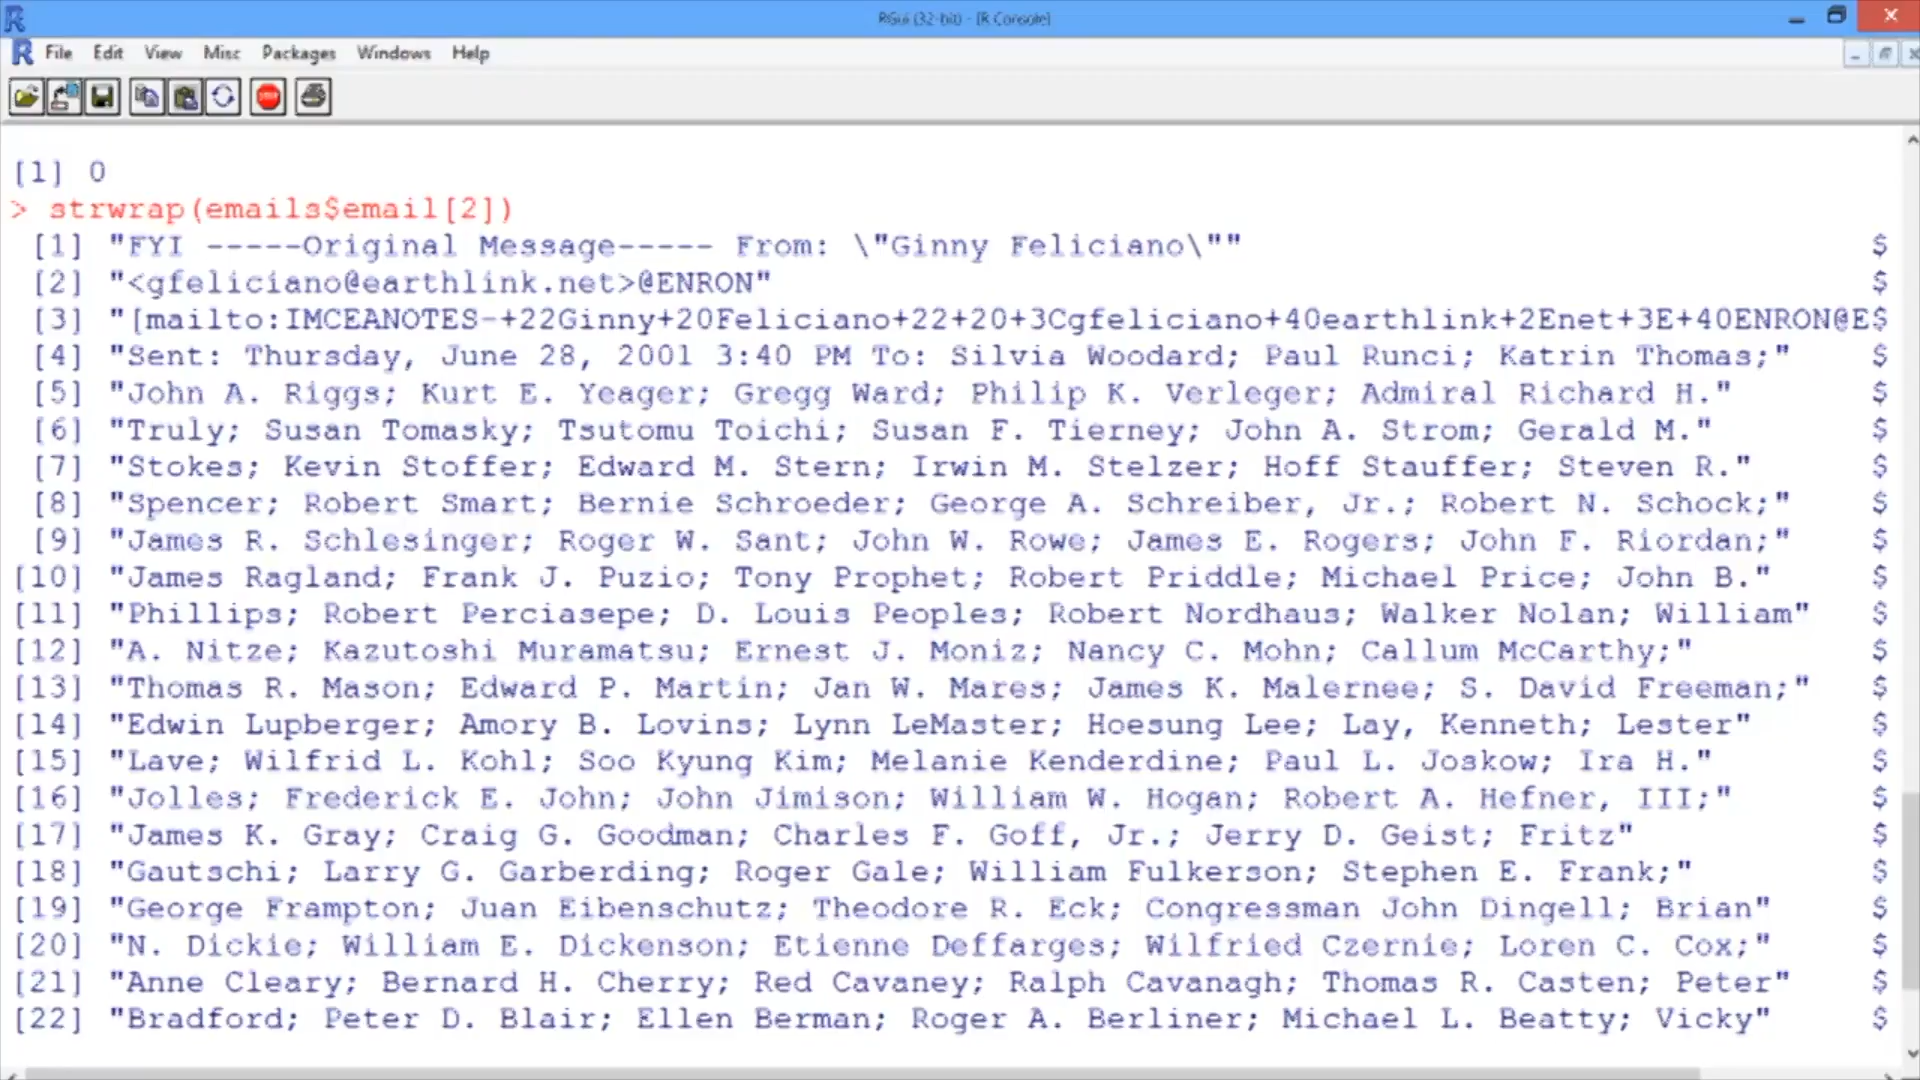 RGui (32-bit) - [R Console]
File Edit View Misc Packages Windows Help
STOP
[1] 0
> strwrap(emails$email[2])
[1] "FYI -----Original Message----- From: \"Ginny Feliciano\"" $
[2] "<gfeliciano@earthlink.net>@ENRON" $
[3] "[mailto:IMCEANOTES-+22Ginny+20Feliciano+22+20+3Cgfeliciano+40earthlink+2Enet+3E+40ENRON@E$
[4] "Sent: Thursday, June 28, 2001 3:40 PM To: Silvia Woodard; Paul Runci; Katrin Thomas;" $
[5] "John A. Riggs; Kurt E. Yeager; Gregg Ward; Philip K. Verleger; Admiral Richard H." $
[6] "Truly; Susan Tomasky; Tsutomu Toichi; Susan F. Tierney; John A. Strom; Gerald M." $
[7] "Stokes; Kevin Stoffer; Edward M. Stern; Irwin M. Stelzer; Hoff Stauffer; Steven R." $
[8] "Spencer; Robert Smart; Bernie Schroeder; George A. Schreiber, Jr.; Robert N. Schock;" $
[9] "James R. Schlesinger; Roger W. Sant; John W. Rowe; James E. Rogers; John F. Riordan;" $
[10] "James Ragland; Frank J. Puzio; Tony Prophet; Robert Priddle; Michael Price; John B." $
[11] "Phillips; Robert Perciasepe; D. Louis Peoples; Robert Nordhaus; Walker Nolan; William" $
[12] "A. Nitze; Kazutoshi Muramatsu; Ernest J. Moniz; Nancy C. Mohn; Callum McCarthy;" $
[13] "Thomas R. Mason; Edward P. Martin; Jan W. Mares; James K. Malernee; S. David Freeman;" $
[14] "Edwin Lupberger; Amory B. Lovins; Lynn LeMaster; Hoesung Lee; Lay, Kenneth; Lester" $
[15] "Lave; Wilfrid L. Kohl; Soo Kyung Kim; Melanie Kenderdine; Paul L. Joskow; Ira H." $
[16] "Jolles; Frederick E. John; John Jimison; William W. Hogan; Robert A. Hefner, III;" $
[17] "James K. Gray; Craig G. Goodman; Charles F. Goff, Jr.; Jerry D. Geist; Fritz" $
[18] "Gautschi; Larry G. Garberding; Roger Gale; William Fulkerson; Stephen E. Frank;" $
[19] "George Frampton; Juan Eibenschutz; Theodore R. Eck; Congressman John Dingell; Brian" $
[20] "N. Dickie; William E. Dickenson; Etienne Deffarges; Wilfried Czernie; Loren C. Cox;" $
[21] "Anne Cleary; Bernard H. Cherry; Red Cavaney; Ralph Cavanagh; Thomas R. Casten; Peter" $
[22] "Bradford; Peter D. Blair; Ellen Berman; Roger A. Berliner; Michael L. Beatty; Vicky" $